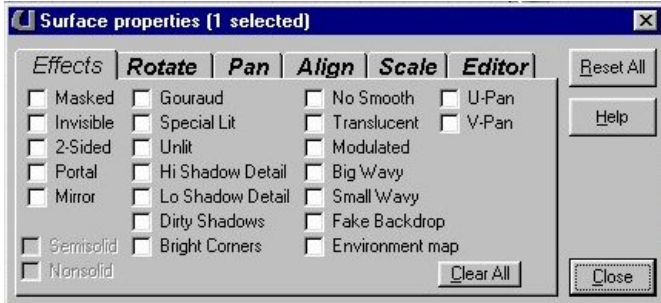 Surface properties (1 selected)
Effects Rotate Pan Align Scale Editor Reset All
Masked Gouraud No Smooth U-Pan
Invisible Special Lit Translucent V-Pan Help
2-Sided Unlit Modulated
Portal Hi Shadow Detail Big Wavy
Mirror Lo Shadow Detail Small Wavy
Dirty Shadows Fake Backdrop
Semisolid Bright Corners Environment map
Nonsolid Clear All Close